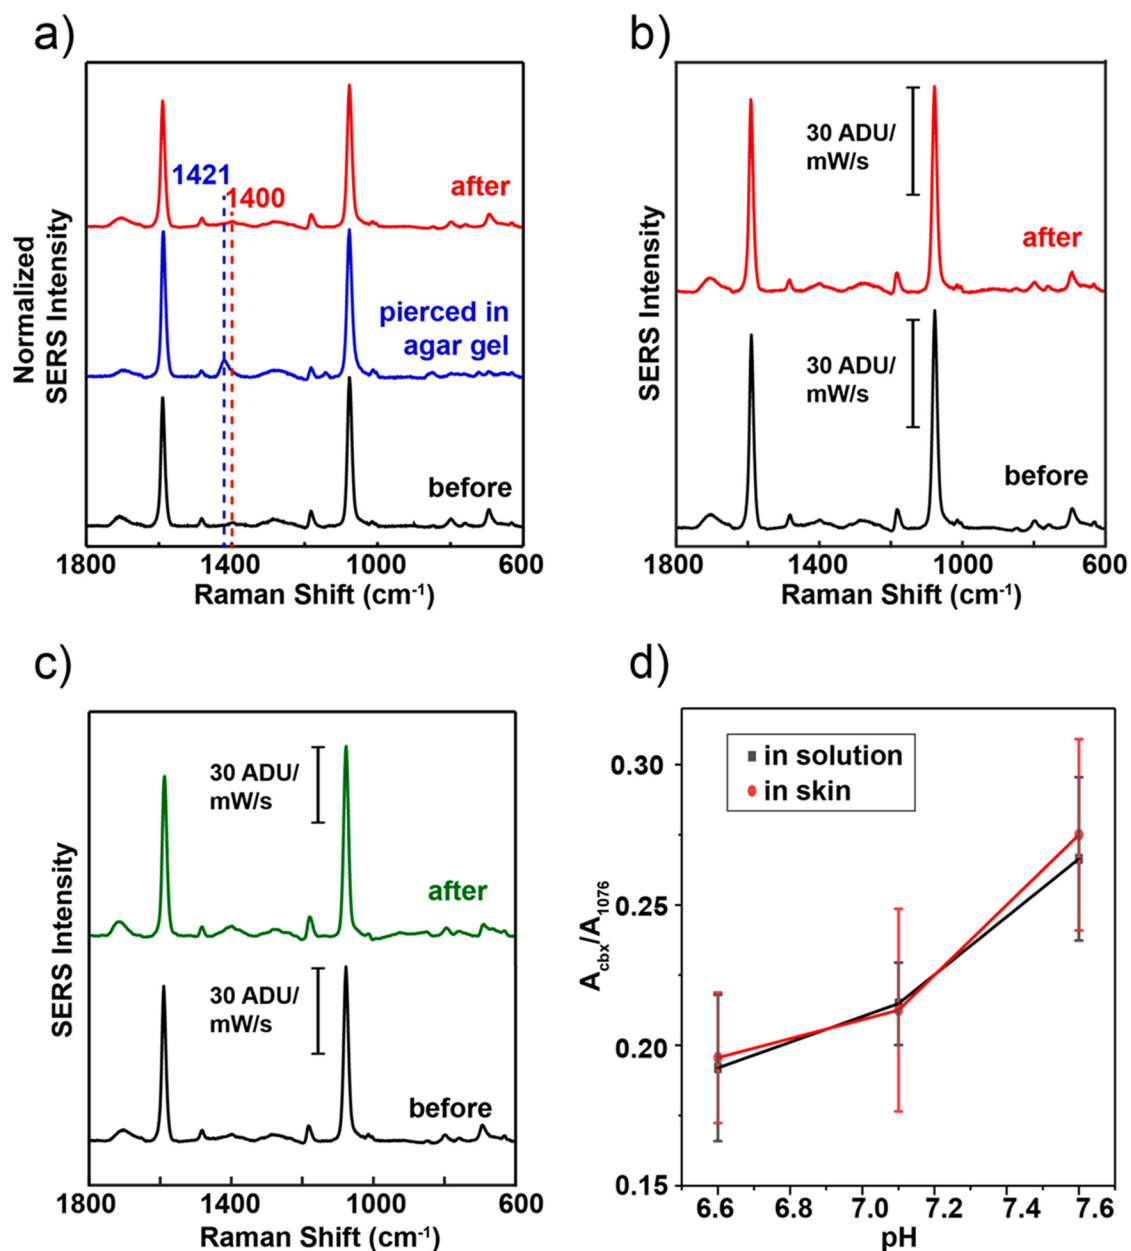 a)
Normalized
SERS Intensity
1421
1400
after
pierced in
agar gel
before
1800
1400
1000
600
Raman Shift (cm⁻¹)
b)
SERS Intensity
30 ADU/
mW/s
after
30 ADU/
mW/s
before
1800
1400
1000
600
Raman Shift (cm⁻¹)
c)
SERS Intensity
30 ADU/
mW/s
after
30 ADU/
mW/s
before
1800
1400
1000
600
Raman Shift (cm⁻¹)
d)
A_cbx/A_1076
in solution
in skin
0.30
0.25
0.20
0.15
6.6
6.8
7.0
7.2
7.4
7.6
pH